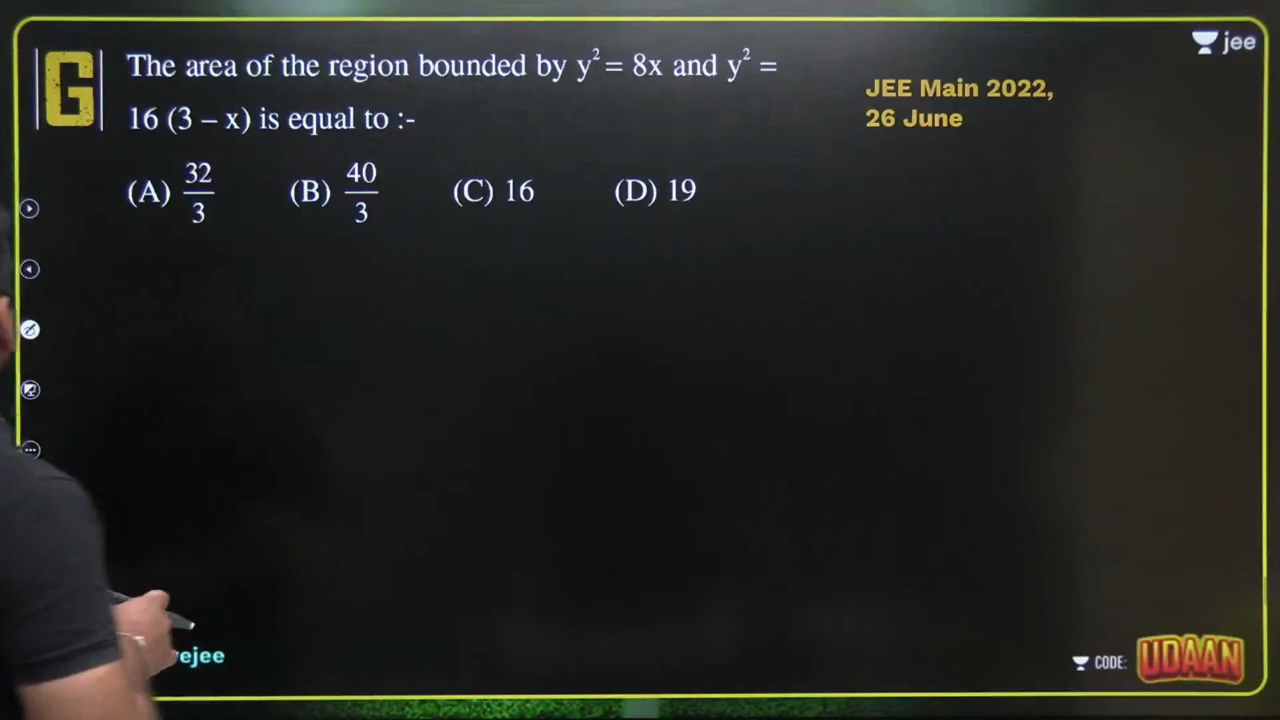 G
The area of the region bounded by y² = 8x and y² =
16 (3 – x) is equal to :-
(A) 32/3 (B) 40/3 (C) 16 (D) 19
JEE Main 2022,
26 June
jee
ejee
CODE: UDAAN